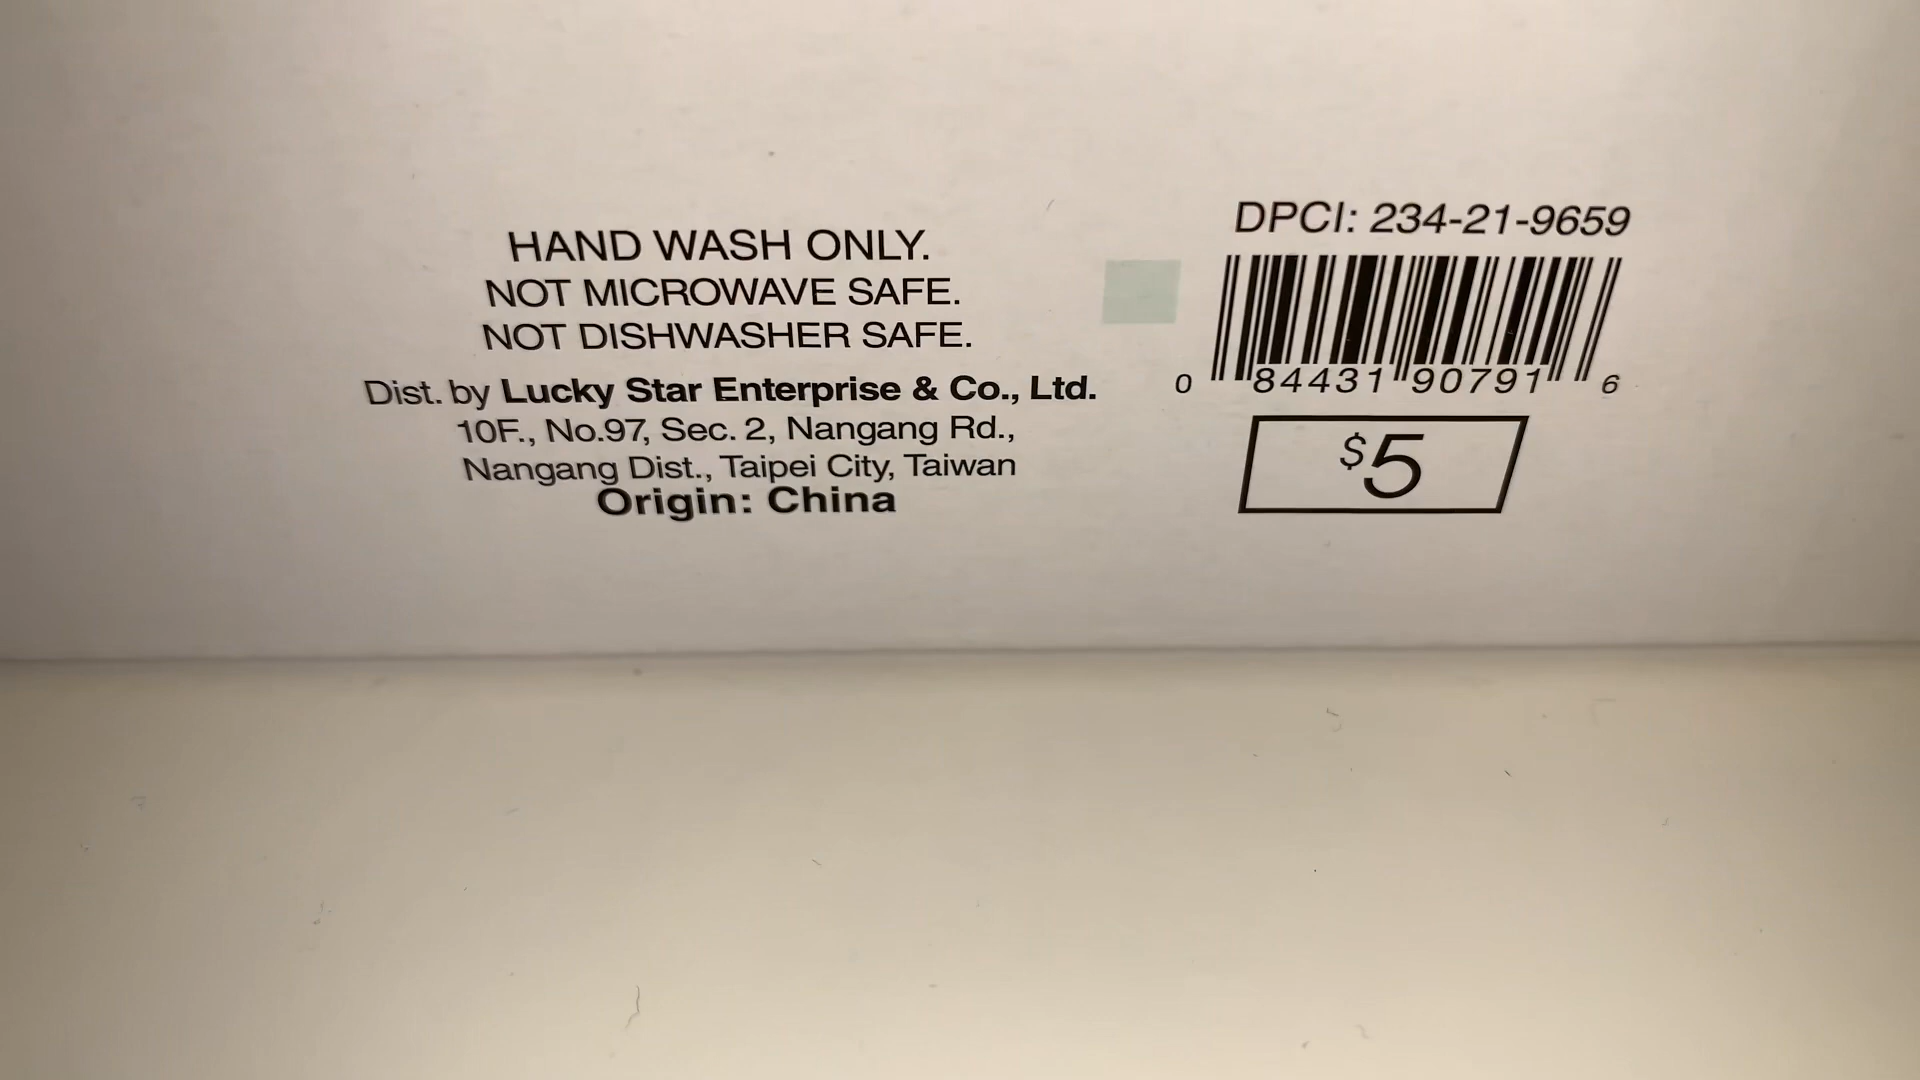 HAND WASH ONLY.
NOT MICROWAVE SAFE.
NOT DISHWASHER SAFE.
Dist. by Lucky Star Enterprise & Co., Ltd.
10F., No.97, Sec. 2, Nangang Rd.,
Nangang Dist., Taipei City, Taiwan
Origin: China
DPCI: 234-21-9659
0 84431 90791 6
$5